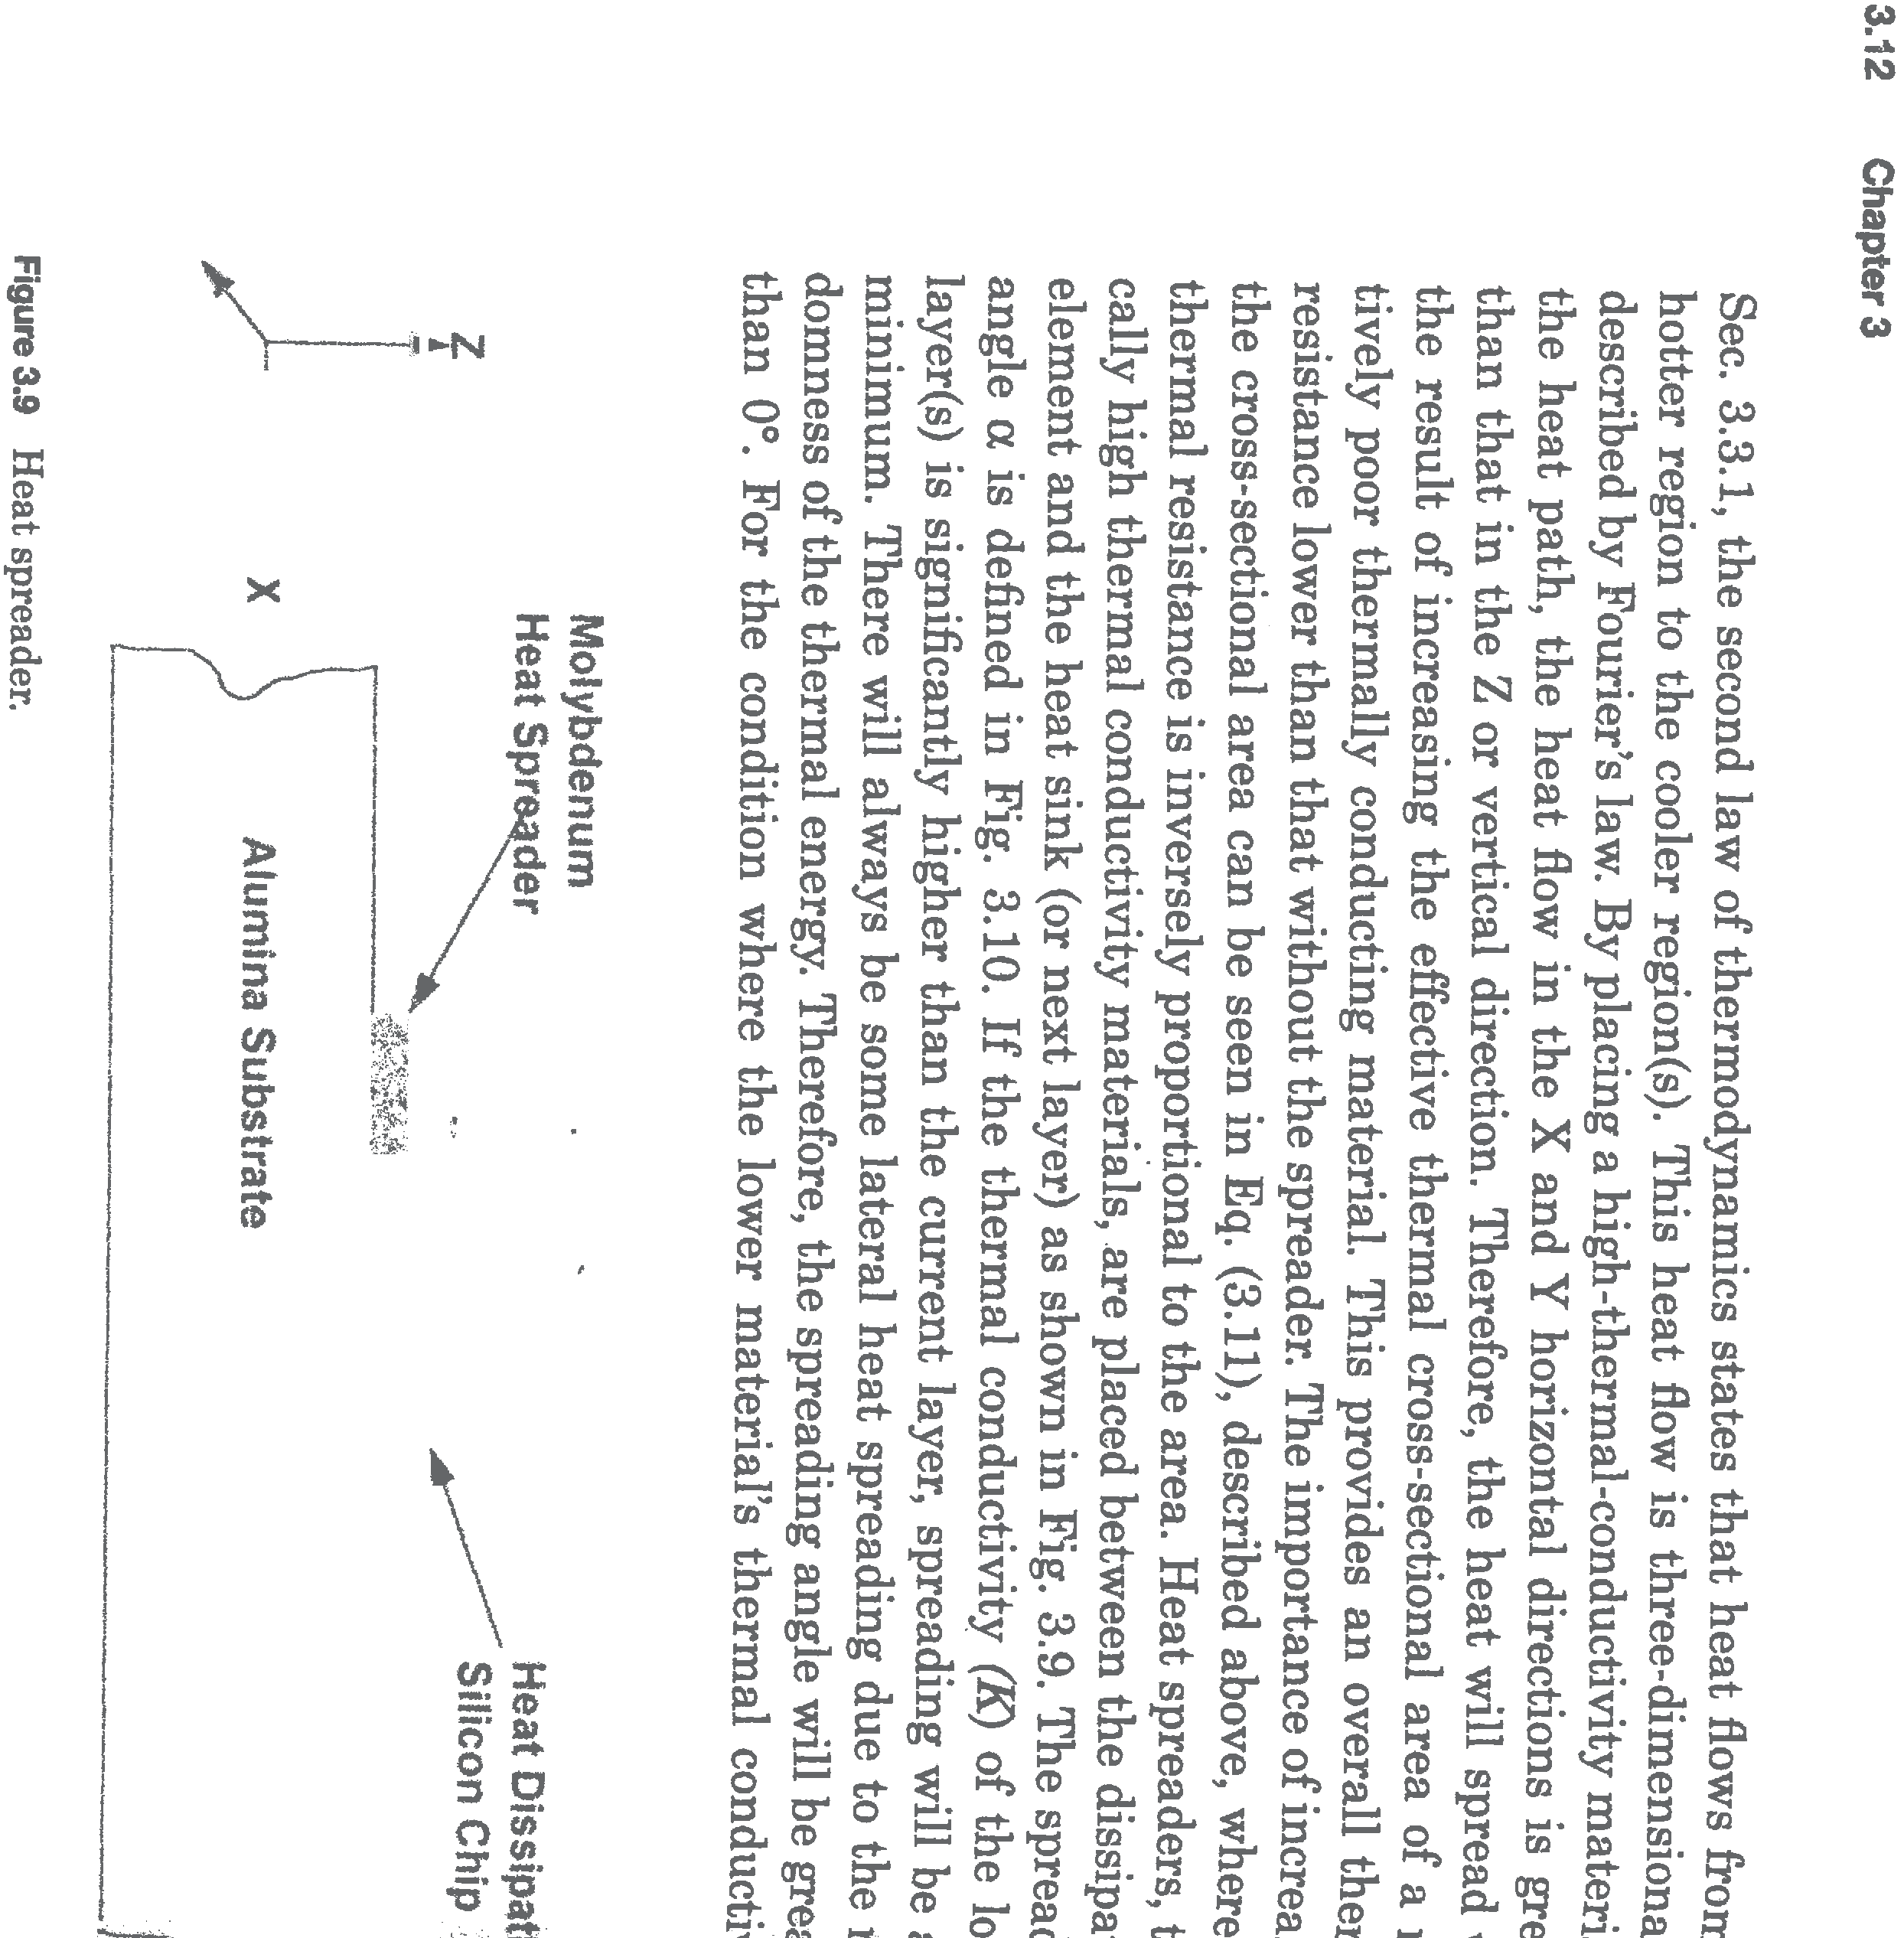 3.12 Chapter 3
Sec. 3.3.1, the second law of thermodynamics states that heat flows from
hotter region to the cooler region(s). This heat flow is three-dimensiona
described by Fourier's law. By placing a high-thermal-conductivity materi
the heat path, the heat flow in the X and Y horizontal directions is gre
than that in the Z or vertical direction. Therefore, the heat will spread
the result of increasing the effective thermal cross-sectional area of a
tively poor thermally conducting material. This provides an overall ther
resistance lower than that without the spreader. The importance of increa
the cross-sectional area can be seen in Eq. (3.11), described above, where
thermal resistance is inversely proportional to the area. Heat spreaders, t
cally high thermal conductivity materials, are placed between the dissipa
element and the heat sink (or next layer) as shown in Fig. 3.9. The spread
angle α is defined in Fig. 3.10. If the thermal conductivity (K) of the lo
layer(s) is significantly higher than the current layer, spreading will be a
minimum. There will always be some lateral heat spreading due to the
domness of the thermal energy. Therefore, the spreading angle will be grea
than 0°. For the condition where the lower material's thermal conducti
Molybdenum
Heat Spreader
Heat Dissipat
Silicon Chip
Z
X
Alumina Substrate
Figure 3.9 Heat spreader.